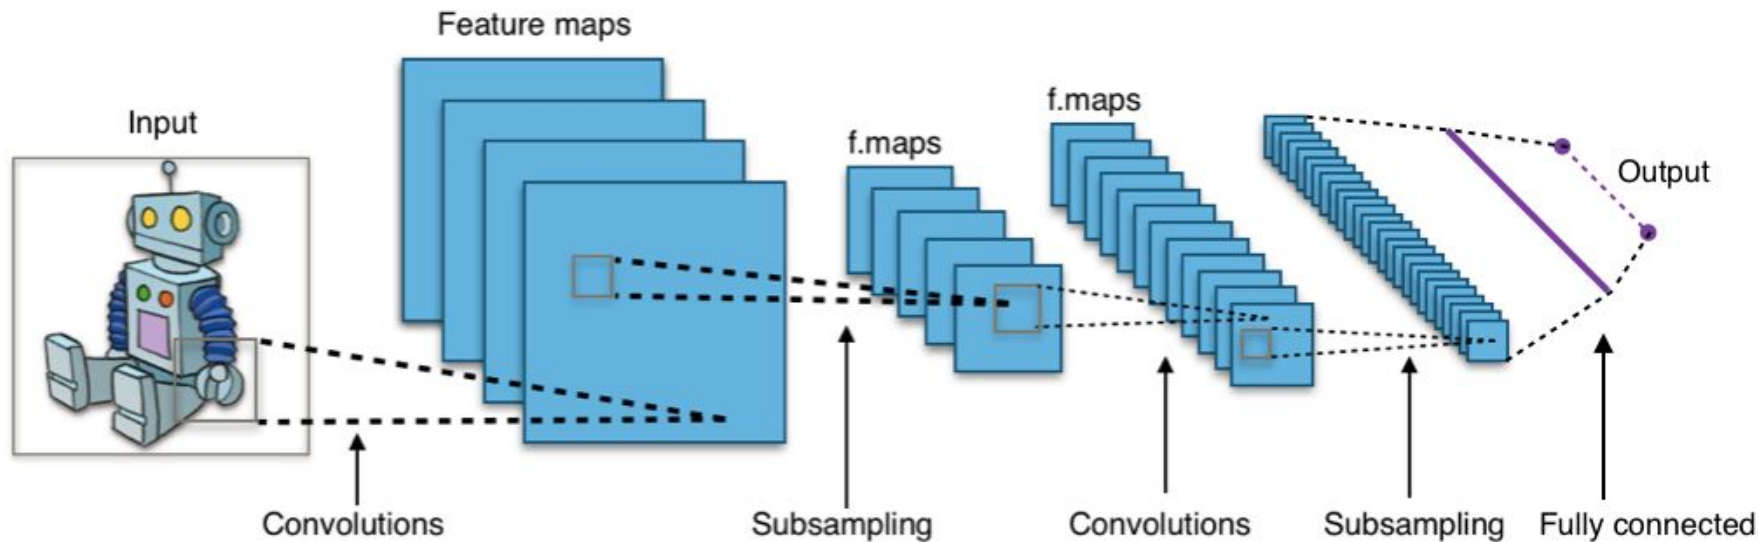 Feature maps
Input
f.maps
f.maps
Output
Convolutions
Subsampling
Convolutions
Subsampling
Fully connected